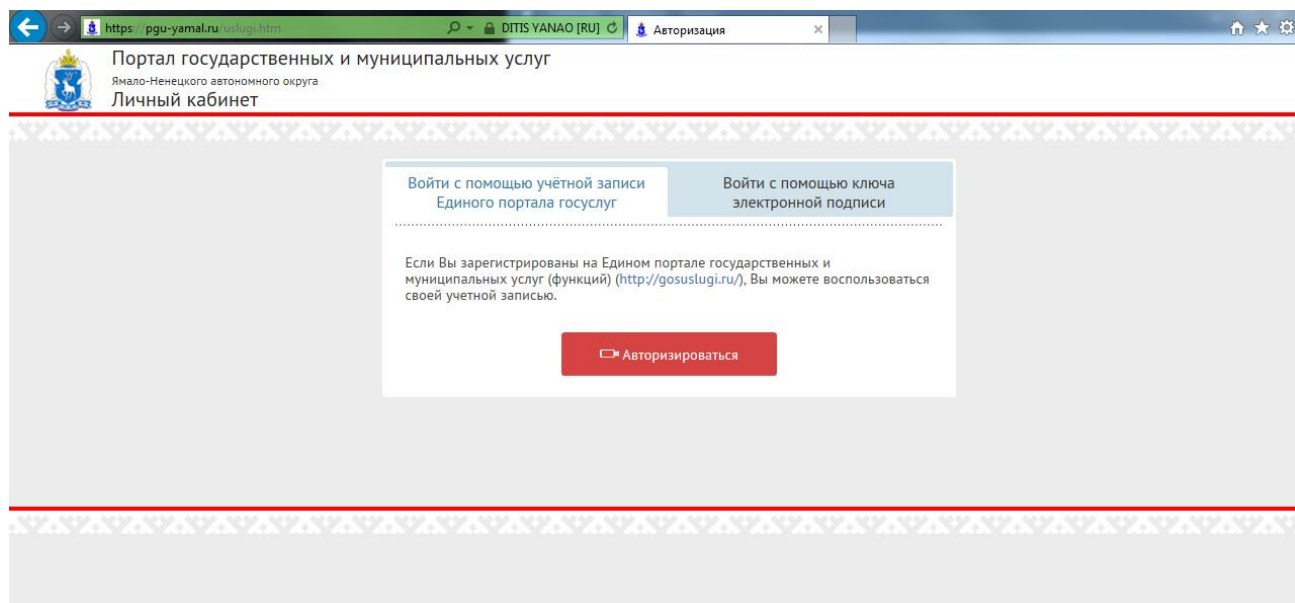 https://pgu-yamal.ru/uslugi.htm DITIS YANAO [RU] Авторизация
Портал государственных и муниципальных услуг
Ямало-Ненецкого автономного округа
Личный кабинет
Войти с помощью учётной записи
Единого портала госуслуг
Войти с помощью ключа
электронной подписи
Если Вы зарегистрированы на Едином портале государственных и
муниципальных услуг (функций) (http://gosuslugi.ru/), Вы можете воспользоваться
своей учетной записью.
Авторизироваться